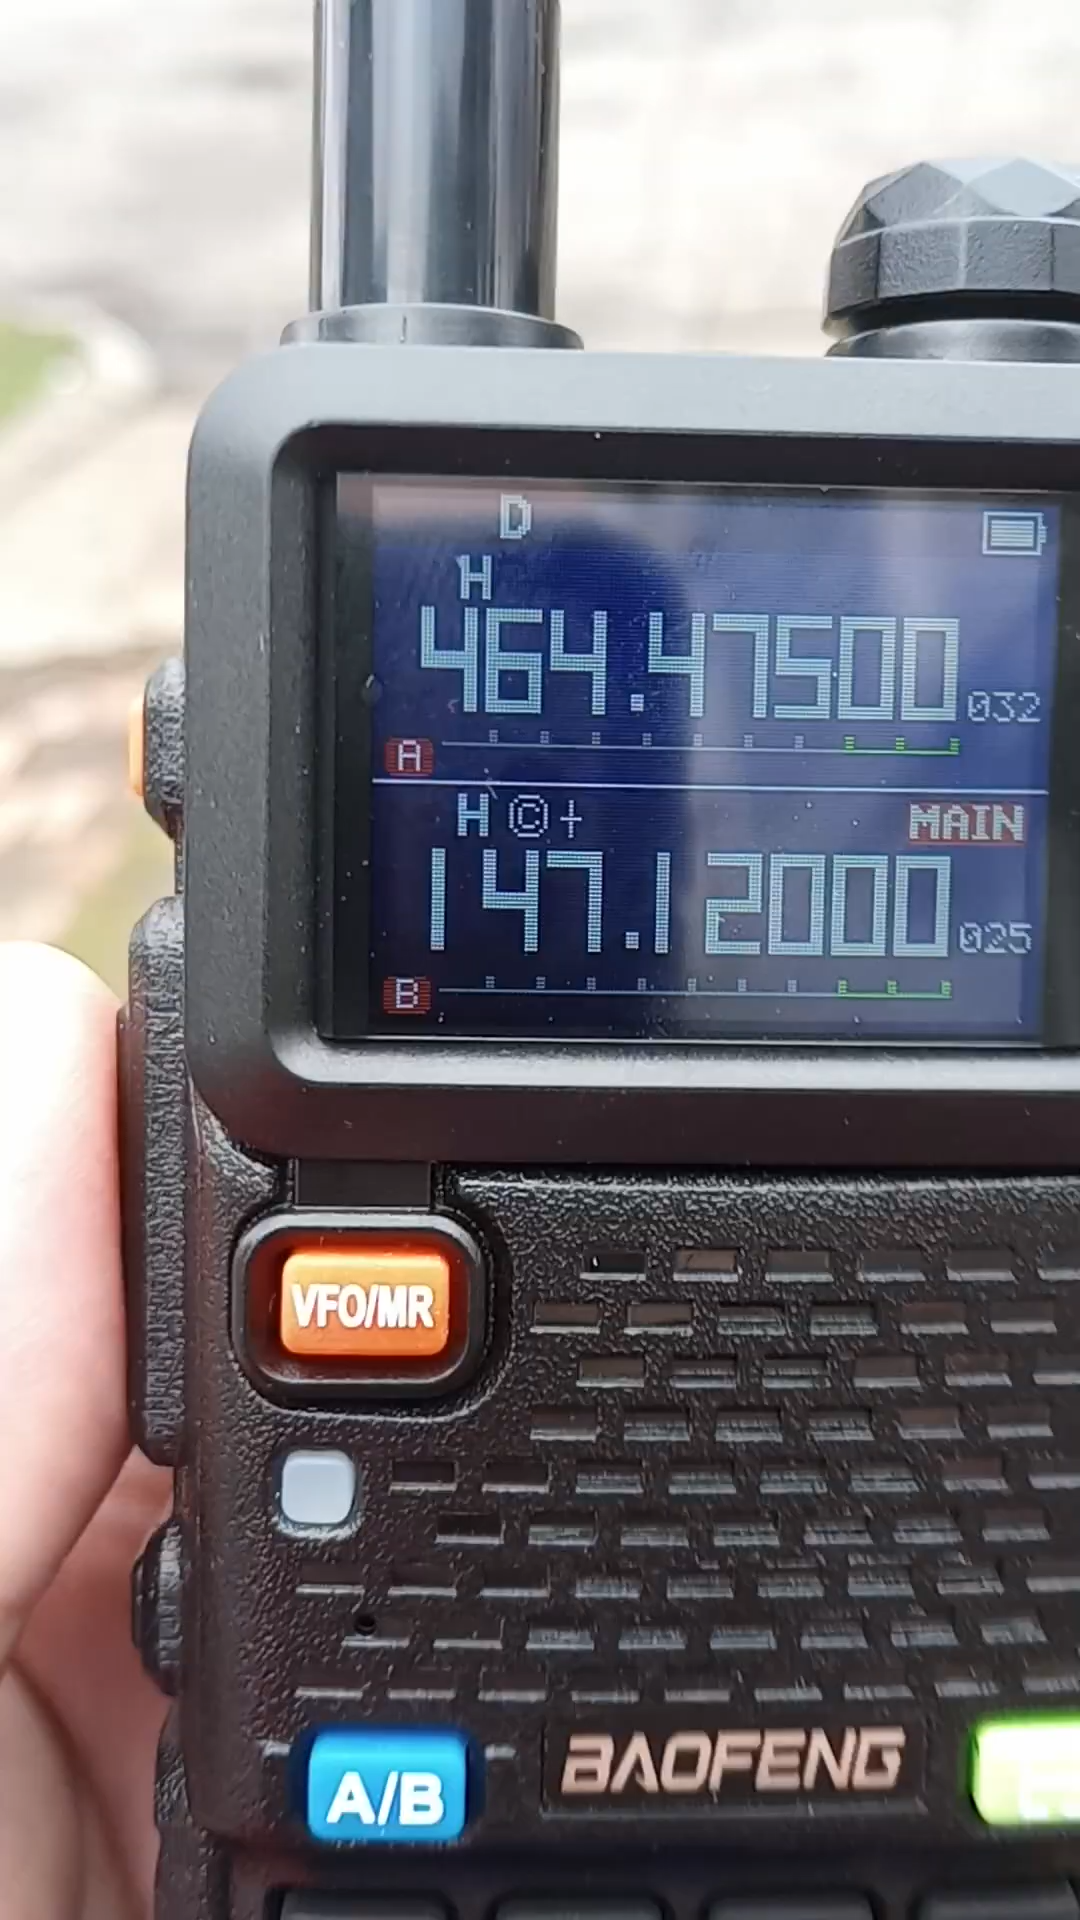 D
H
464.47500 032
A
H © + MAIN
147.12000 025
B
VFO/MR
A/B BAOFENG